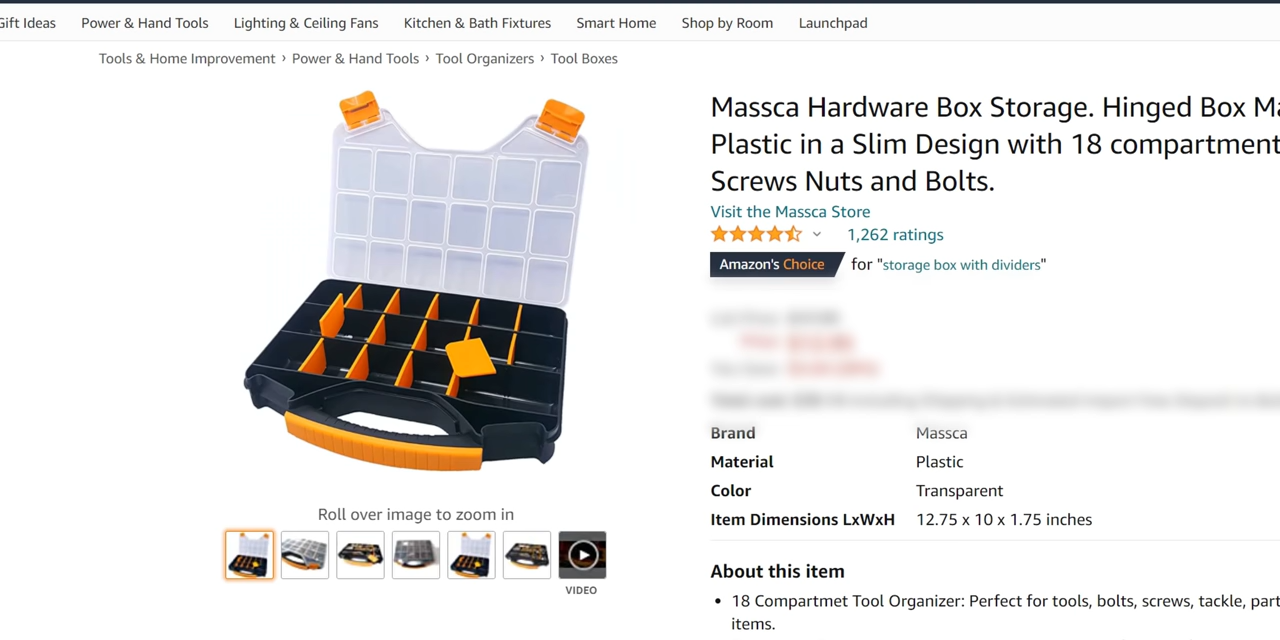 Gift Ideas Power & Hand Tools Lighting & Ceiling Fans Kitchen & Bath Fixtures Smart Home Shop by Room Launchpad
Tools & Home Improvement › Power & Hand Tools › Tool Organizers › Tool Boxes
Massca Hardware Box Storage. Hinged Box Ma
Plastic in a Slim Design with 18 compartment
Screws Nuts and Bolts.
Visit the Massca Store
1,262 ratings
Amazon's Choice for "storage box with dividers"
Brand Massca
Material Plastic
Color Transparent
Item Dimensions LxWxH 12.75 x 10 x 1.75 inches
Roll over image to zoom in
VIDEO
About this item
• 18 Compartmet Tool Organizer: Perfect for tools, bolts, screws, tackle, part
items.